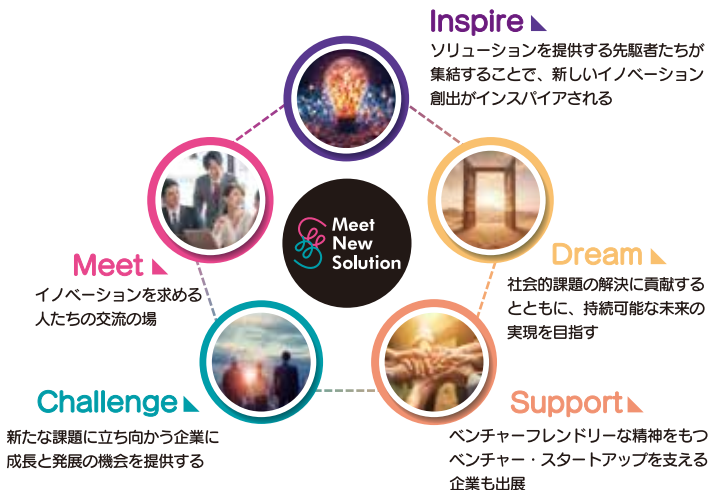 Inspire
ソリューションを提供する先駆者たちが
集結することで、新しいイノベーション
創出がインスパイアされる
Meet
New
Solution
Dream
社会的課題の解決に貢献する
とともに、持続可能な未来の
実現を目指す
Meet
イノベーションを求める
人たちの交流の場
Challenge
新たな課題に立ち向かう企業に
成長と発展の機会を提供する
Support
ベンチャーフレンドリーな精神をもつ
ベンチャー・スタートアップを支える
企業も出展